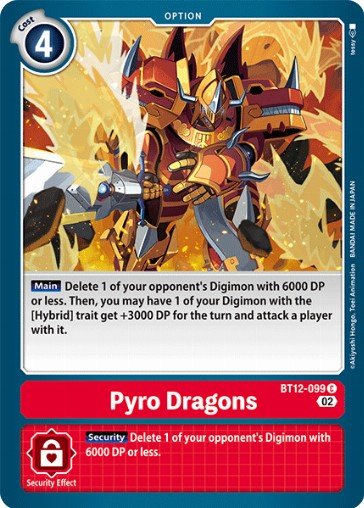 OPTION
Cost
4
tessy
©Akiyoshi Hongo, Toei Animation BANDAI MADE IN JAPAN
Main Delete 1 of your opponent's Digimon with 6000 DP
or less. Then, you may have 1 of your Digimon with the
[Hybrid] trait get +3000 DP for the turn and attack a player
with it.
BT12-099 C
Pyro Dragons
02
Security Delete 1 of your opponent's Digimon with
6000 DP or less.
Security Effect